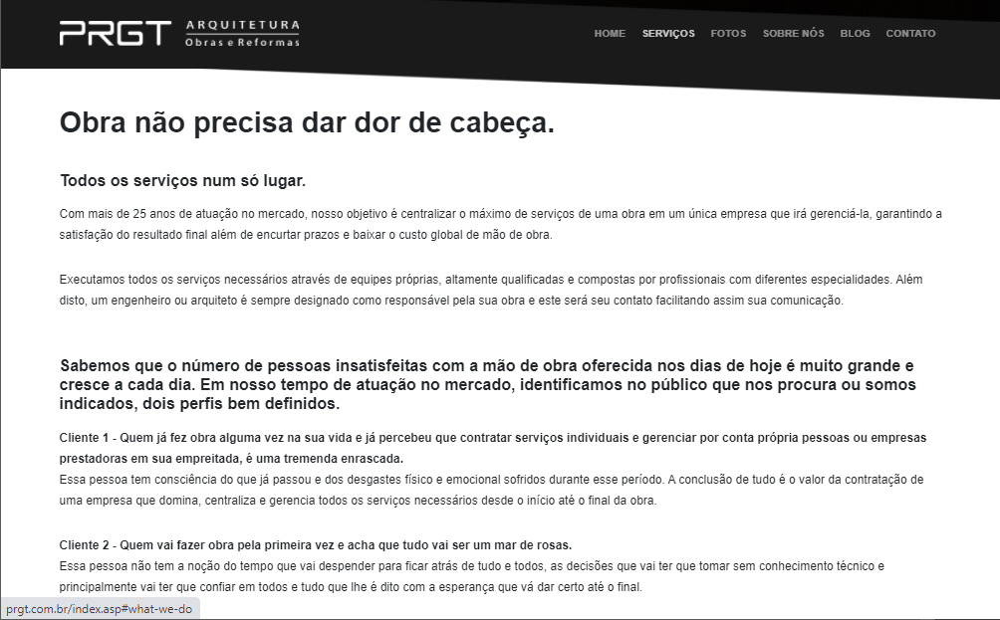 PRGT ARQUITETURA
Obras e Reformas
HOME SERVIÇOS FOTOS SOBRE NÓS BLOG CONTATO
Obra não precisa dar dor de cabeça.
Todos os serviços num só lugar.
Com mais de 25 anos de atuação no mercado, nosso objetivo é centralizar o máximo de serviços de uma obra em um única empresa que irá gerenciá-la, garantindo a
satisfação do resultado final além de encurtar prazos e baixar o custo global de mão de obra.
Executamos todos os serviços necessários através de equipes próprias, altamente qualificadas e compostas por profissionais com diferentes especialidades. Além
disto, um engenheiro ou arquiteto é sempre designado como responsável pela sua obra e este será seu contato facilitando assim sua comunicação.
Sabemos que o número de pessoas insatisfeitas com a mão de obra oferecida nos dias de hoje é muito grande e
cresce a cada dia. Em nosso tempo de atuação no mercado, identificamos no público que nos procura ou somos
indicados, dois perfis bem definidos.
Cliente 1 - Quem já fez obra alguma vez na sua vida e já percebeu que contratar serviços individuais e gerenciar por conta própria pessoas ou empresas
prestadoras em sua empreitada, é uma tremenda enrascada.
Essa pessoa tem consciência do que já passou e dos desgastes físico e emocional sofridos durante esse período. A conclusão de tudo é o valor da contratação de
uma empresa que domina, centraliza e gerencia todos os serviços necessários desde o início até o final da obra.
Cliente 2 - Quem vai fazer obra pela primeira vez e acha que tudo vai ser um mar de rosas.
Essa pessoa não tem a noção do tempo que vai despender para ficar atrás de tudo e todos, as decisões que vai ter que tomar sem conhecimento técnico e
principalmente vai ter que confiar em todos e tudo que lhe é dito com a esperança que vá dar certo até o final.
prgt.com.br/index.asp#what-we-do